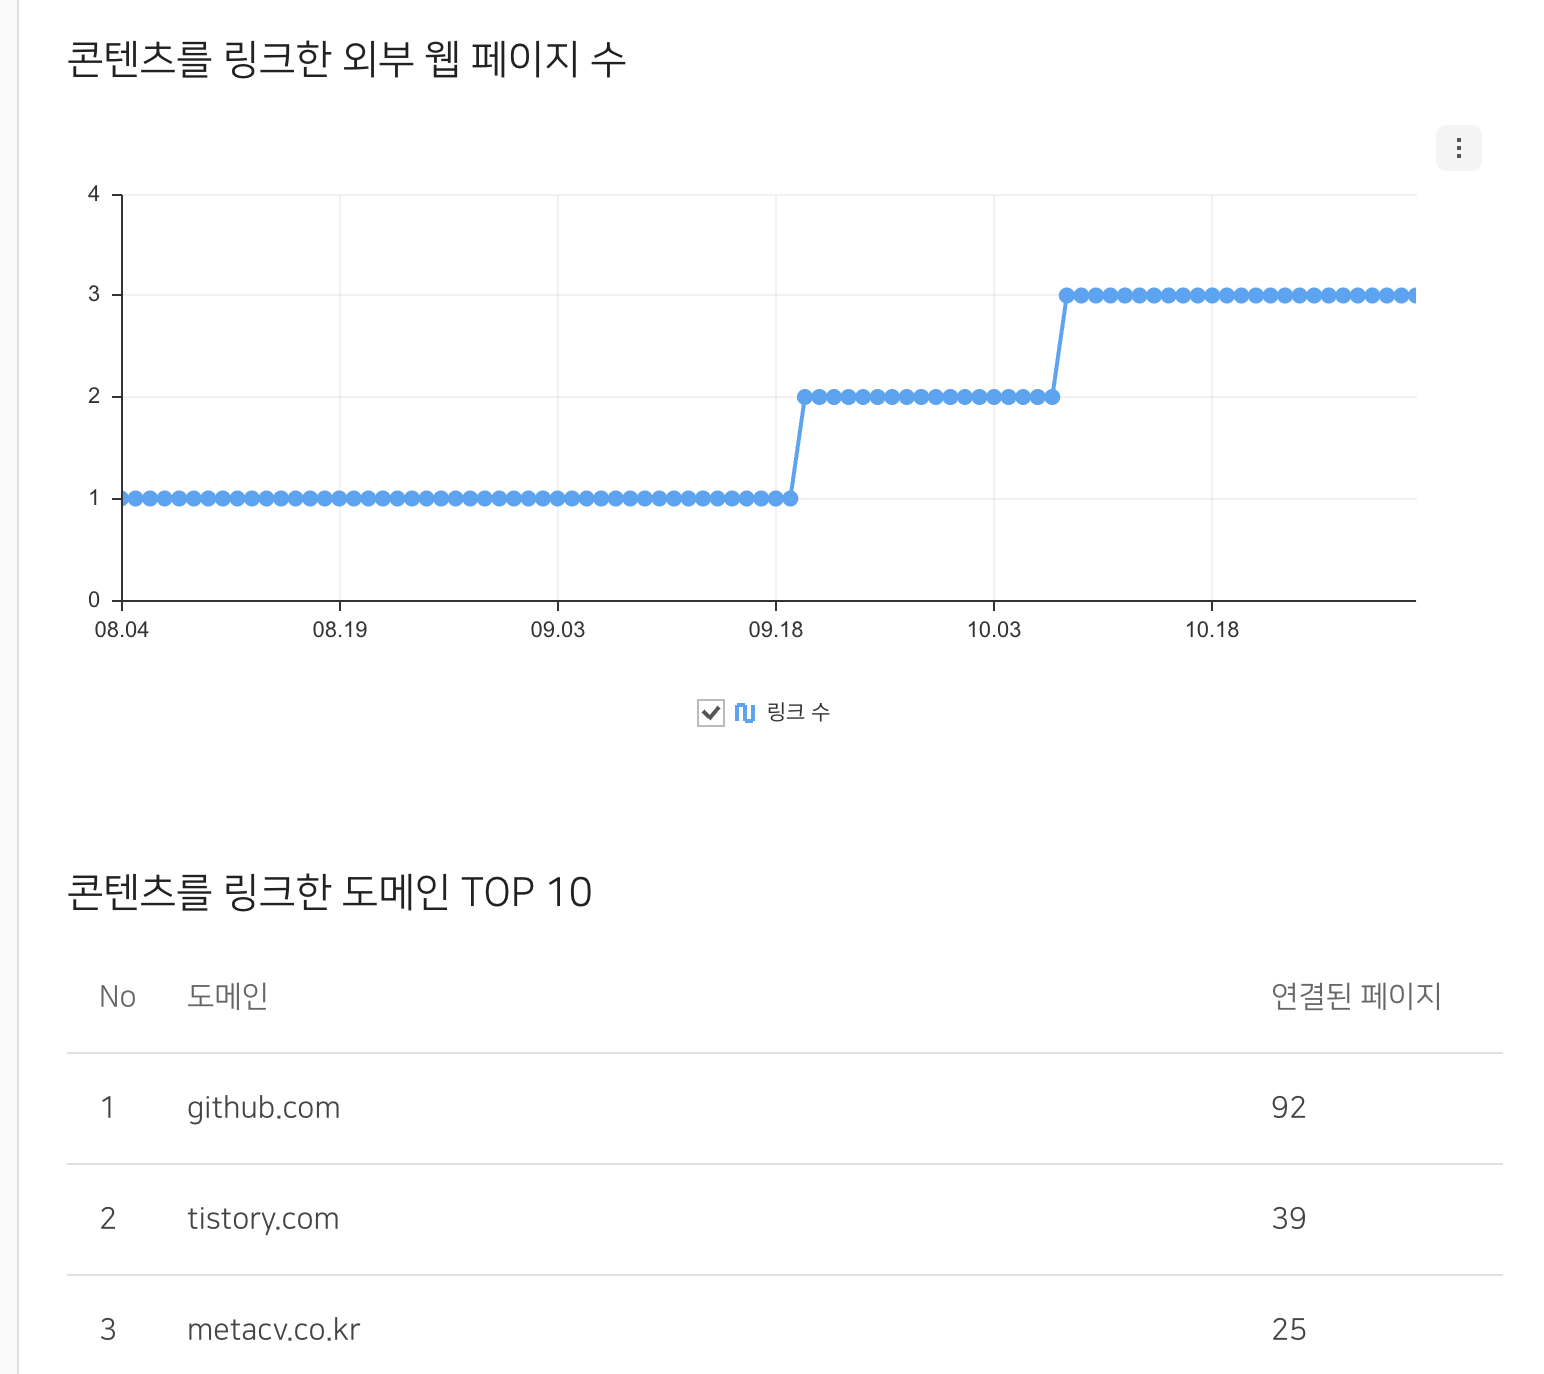 콘텐츠를 링크한 외부 웹 페이지 수
4
3
2
1
0
08.04 08.19 09.03 09.18 10.03 10.18
링크 수
콘텐츠를 링크한 도메인 TOP 10
No 도메인 연결된 페이지
1 github.com 92
2 tistory.com 39
3 metacv.co.kr 25